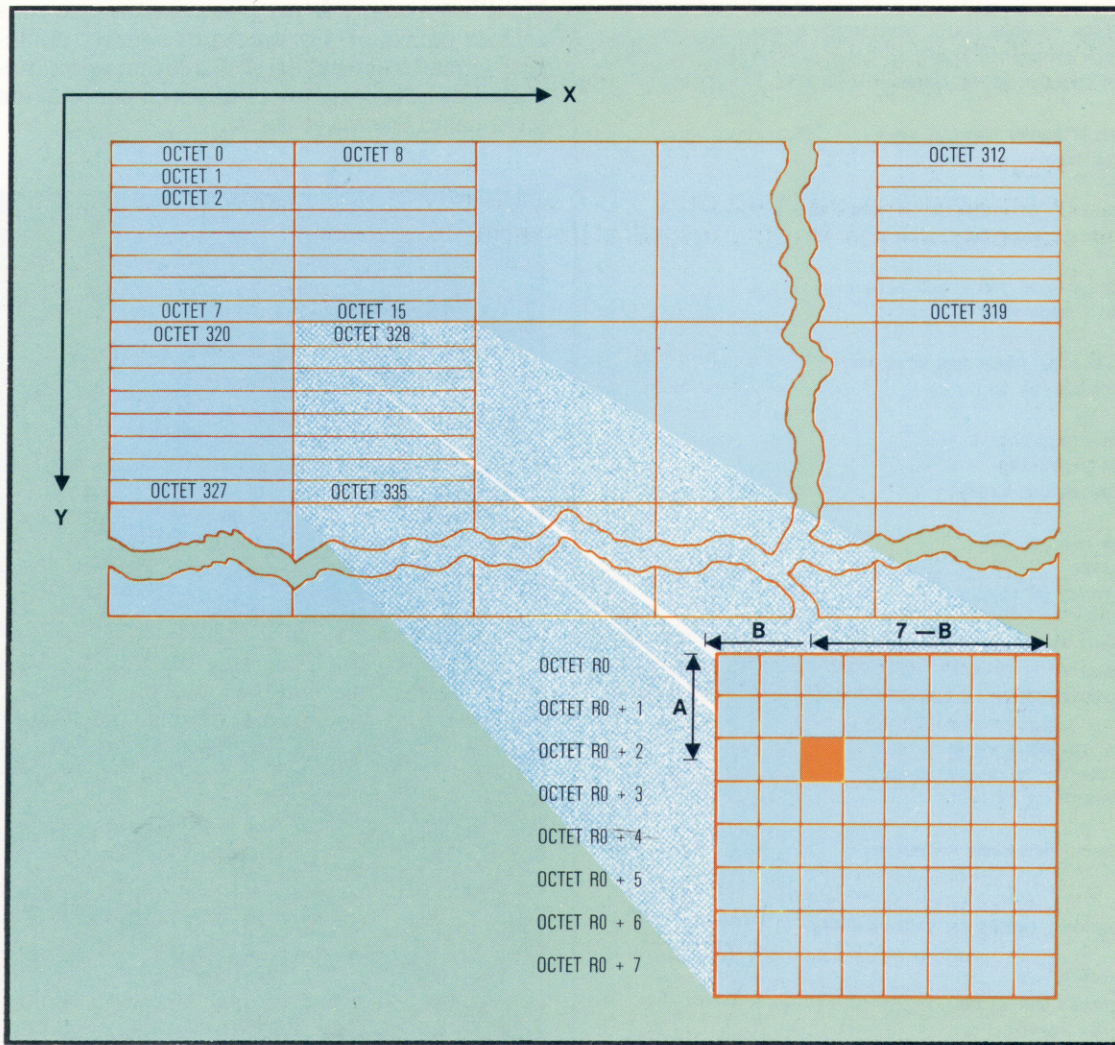 X
OCTET 0 OCTET 8 OCTET 312
OCTET 1
OCTET 2
OCTET 7 OCTET 15 OCTET 319
OCTET 320 OCTET 328
OCTET 327 OCTET 335
Y
B 7 — B
OCTET R0
A
OCTET R0 + 1
OCTET R0 + 2
OCTET R0 + 3
OCTET R0 + 4
OCTET R0 + 5
OCTET R0 + 6
OCTET R0 + 7